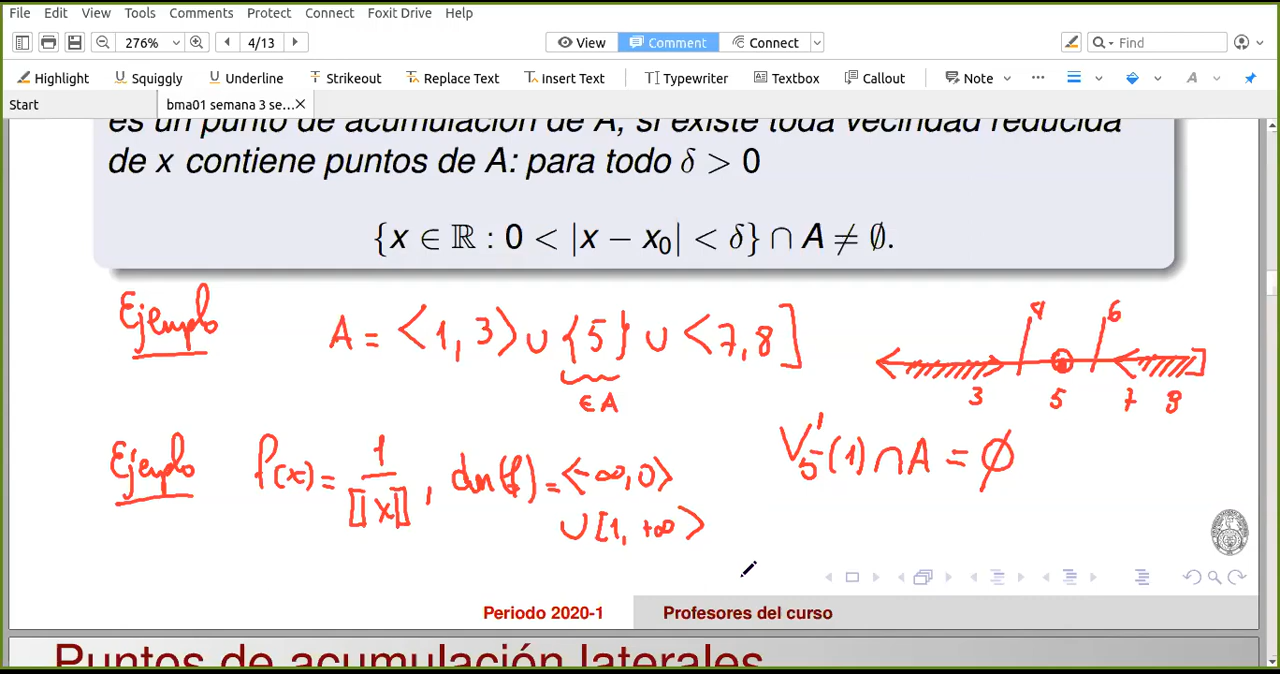 File Edit View Tools Comments Protect Connect Foxit Drive Help
276% 4/13 View Comment Connect Find
Highlight Squiggly Underline Strikeout Replace Text Insert Text Typewriter Textbox Callout Note
Start bma01 semana 3 se...
es un punto de acumulación de A, si existe toda vecindad reducida
de x contiene puntos de A: para todo δ > 0
{x ∈ ℝ : 0 < |x − x₀| < δ} ∩ A ≠ ∅.
Ejemplo A = <1, 3> ∪ {5} ∪ <7, 8]
∈ A
4 6
3 5 7 8
V'₅(1) ∩ A = ∅
Ejemplo f(x) = 1/[[x]], dm(f) = <-∞, 0>
∪ [1, +∞>
Periodo 2020-1 Profesores del curso
Puntos de acumulación laterales